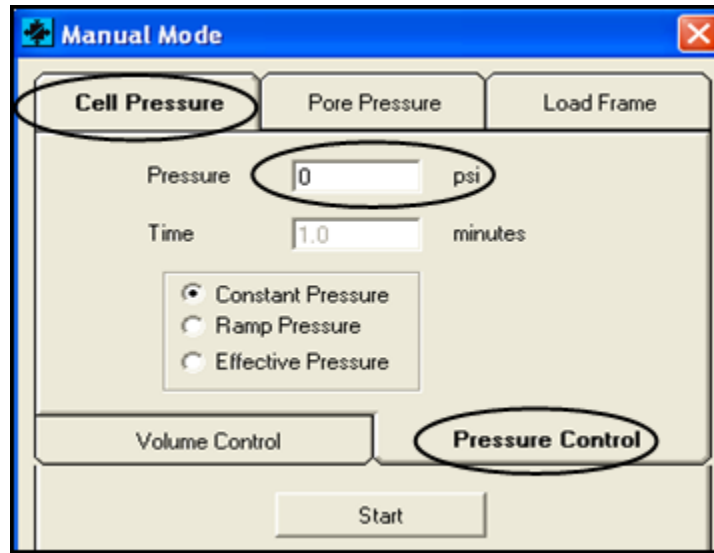 Manual Mode
Cell Pressure Pore Pressure Load Frame
Pressure 0 psi
Time 1.0 minutes
Constant Pressure
Ramp Pressure
Effective Pressure
Volume Control Pressure Control
Start